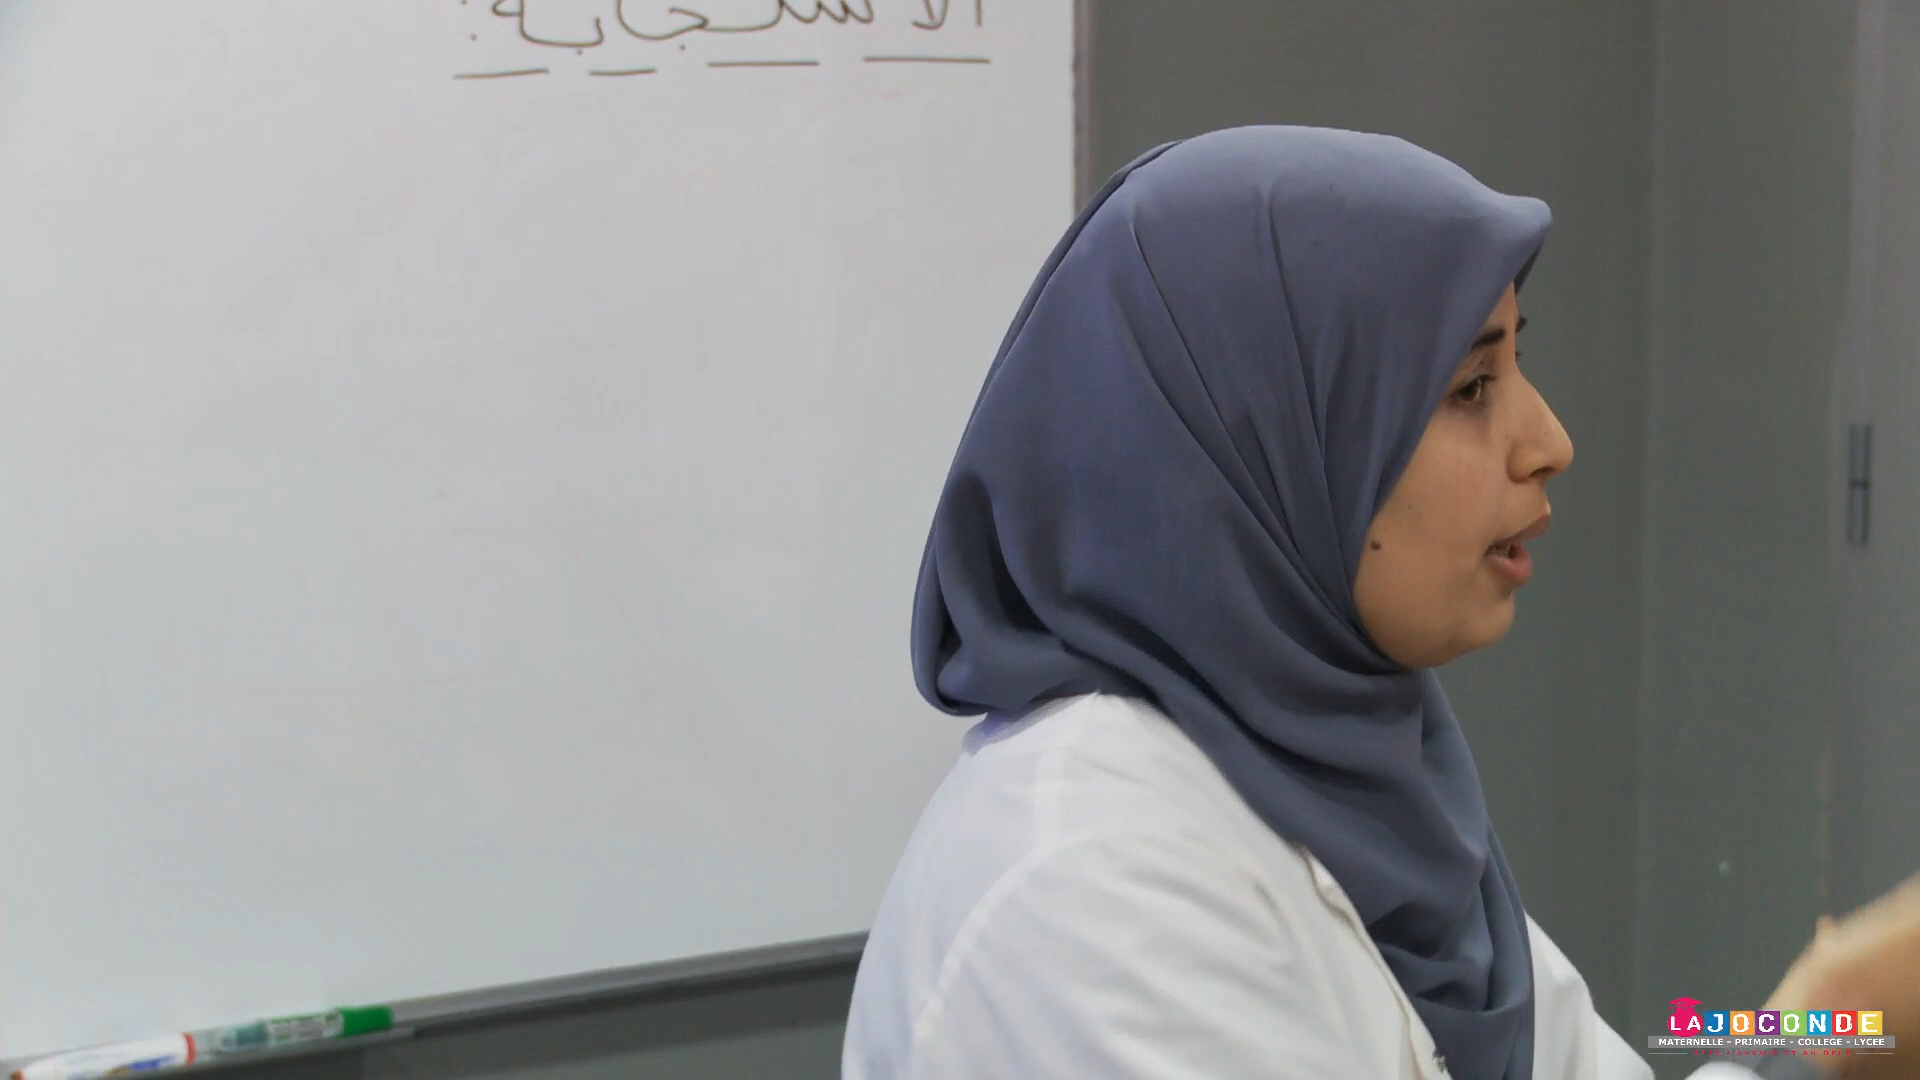 الاستجابة:
LAJOCONDE
MATERNELLE - PRIMAIRE - COLLEGE - LYCEE